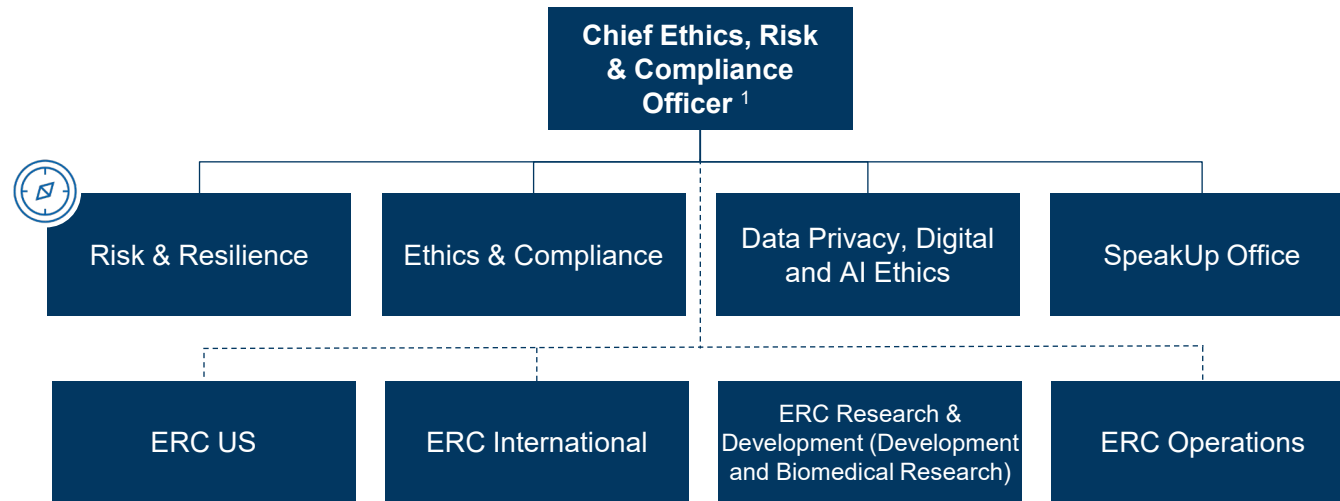 Chief Ethics, Risk
& Compliance
Officer 1
Risk & Resilience
Ethics & Compliance
Data Privacy, Digital
and AI Ethics
SpeakUp Office
ERC US
ERC International
ERC Research &
Development (Development
and Biomedical Research)
ERC Operations